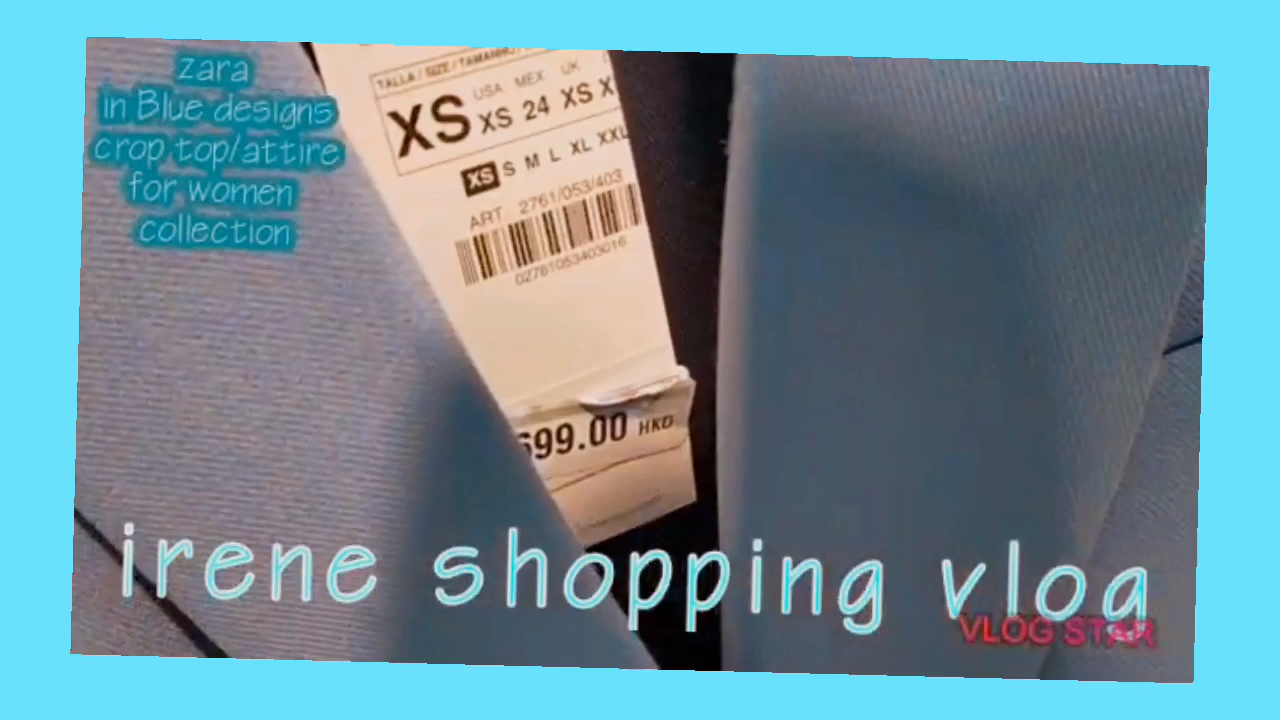 zara
in Blue designs
crop top/attire
for women
collection
TALLA / SIZE / TAMANHO
USA MEX UK
XS XS 24 XS X
XS S M L XL XXL
ART 2761/053/403
02761053403016
699.00 HKD
irene shopping vlog
VLOG STAR